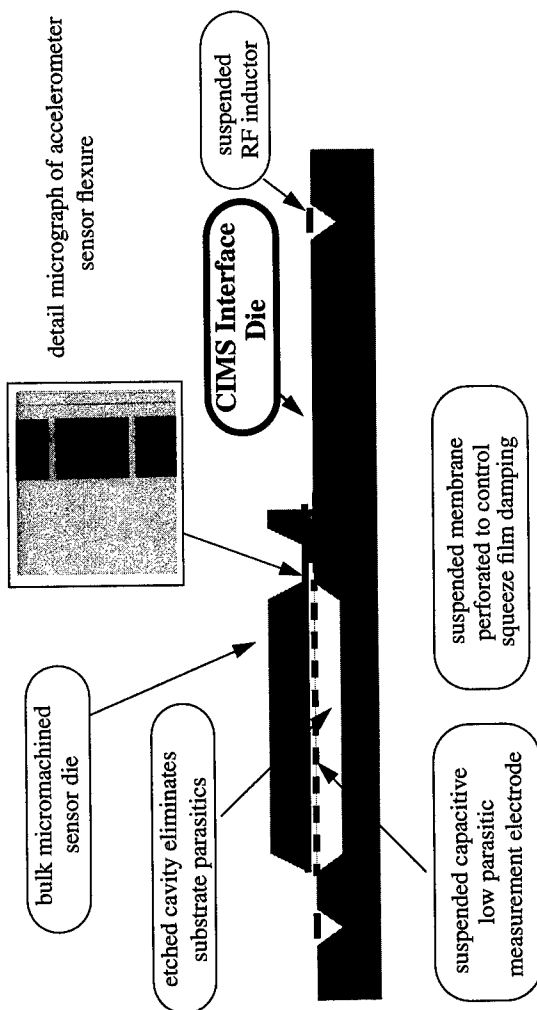 detail micrograph of accelerometer
sensor flexure
bulk micromachined
sensor die
CIMS Interface
Die
suspended
RF inductor
etched cavity eliminates
substrate parasitics
suspended capacitive
low parasitic
measurement electrode
suspended membrane
perforated to control
squeeze film damping